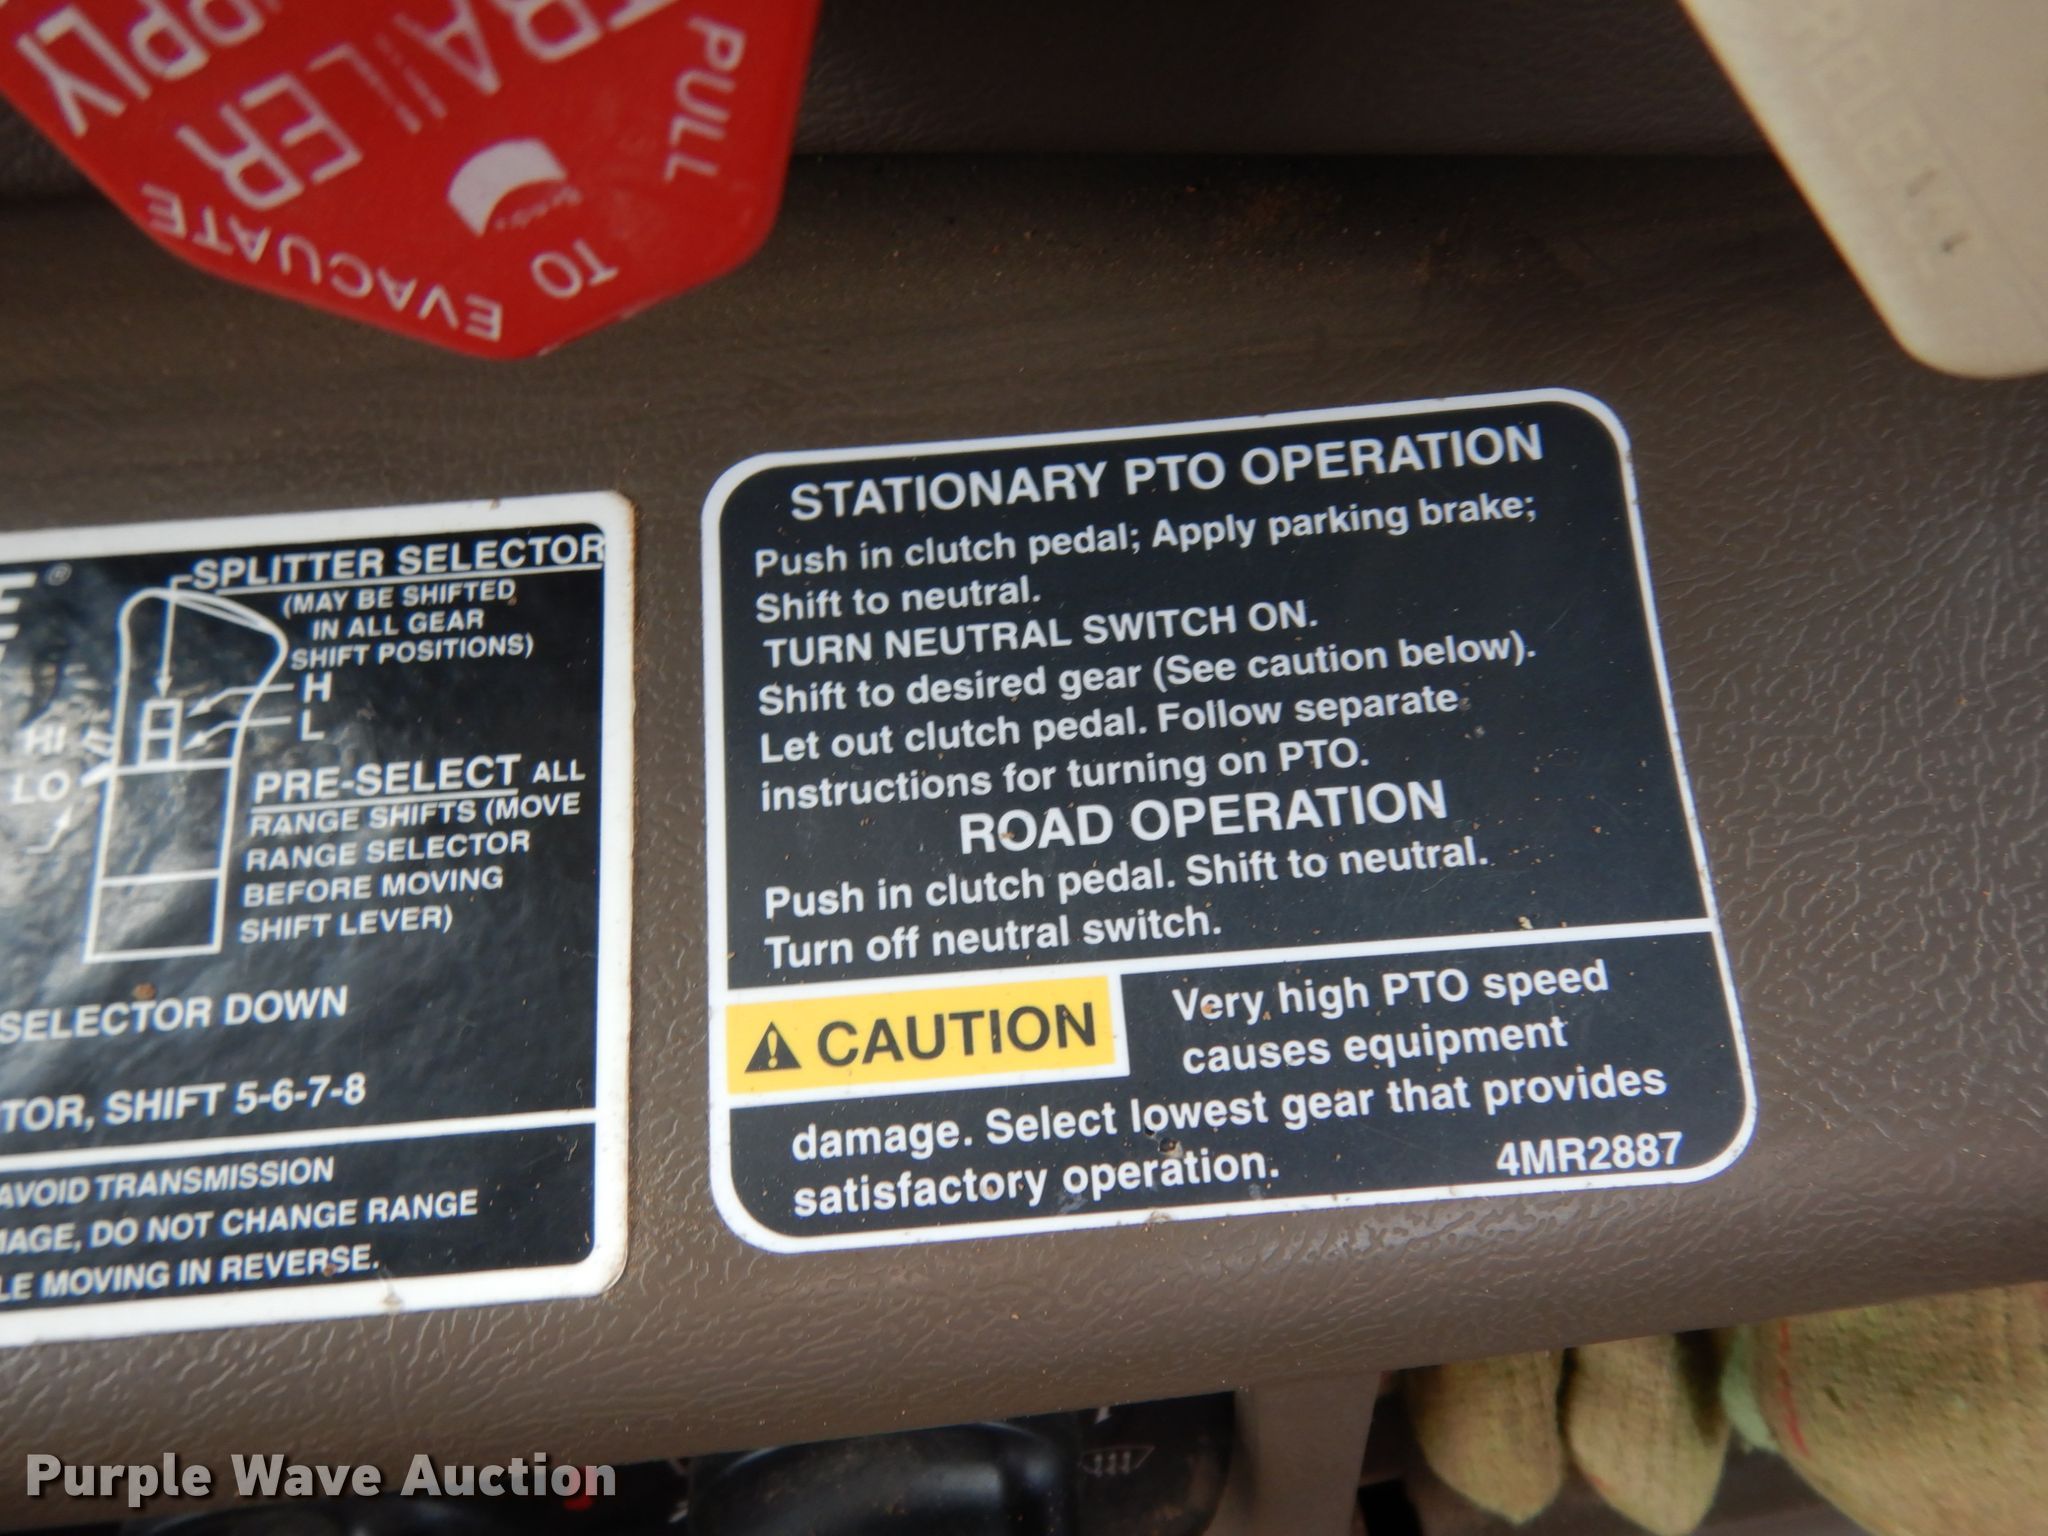 PULL
TO
EVACUATE
TRAILER
SUPPLY
SPLITTER SELECTOR
(MAY BE SHIFTED
IN ALL GEAR
SHIFT POSITIONS)
H
L
HI
LO
PRE-SELECT ALL
RANGE SHIFTS (MOVE
RANGE SELECTOR
BEFORE MOVING
SHIFT LEVER)
SELECTOR DOWN
TOR, SHIFT 5-6-7-8
AVOID TRANSMISSION
MAGE, DO NOT CHANGE RANGE
LE MOVING IN REVERSE.
STATIONARY PTO OPERATION
Push in clutch pedal; Apply parking brake;
Shift to neutral.
TURN NEUTRAL SWITCH ON.
Shift to desired gear (See caution below).
Let out clutch pedal. Follow separate
instructions for turning on PTO.
ROAD OPERATION
Push in clutch pedal. Shift to neutral.
Turn off neutral switch.
CAUTION
Very high PTO speed
causes equipment
damage. Select lowest gear that provides
satisfactory operation.
4MR2887
Purple Wave Auction